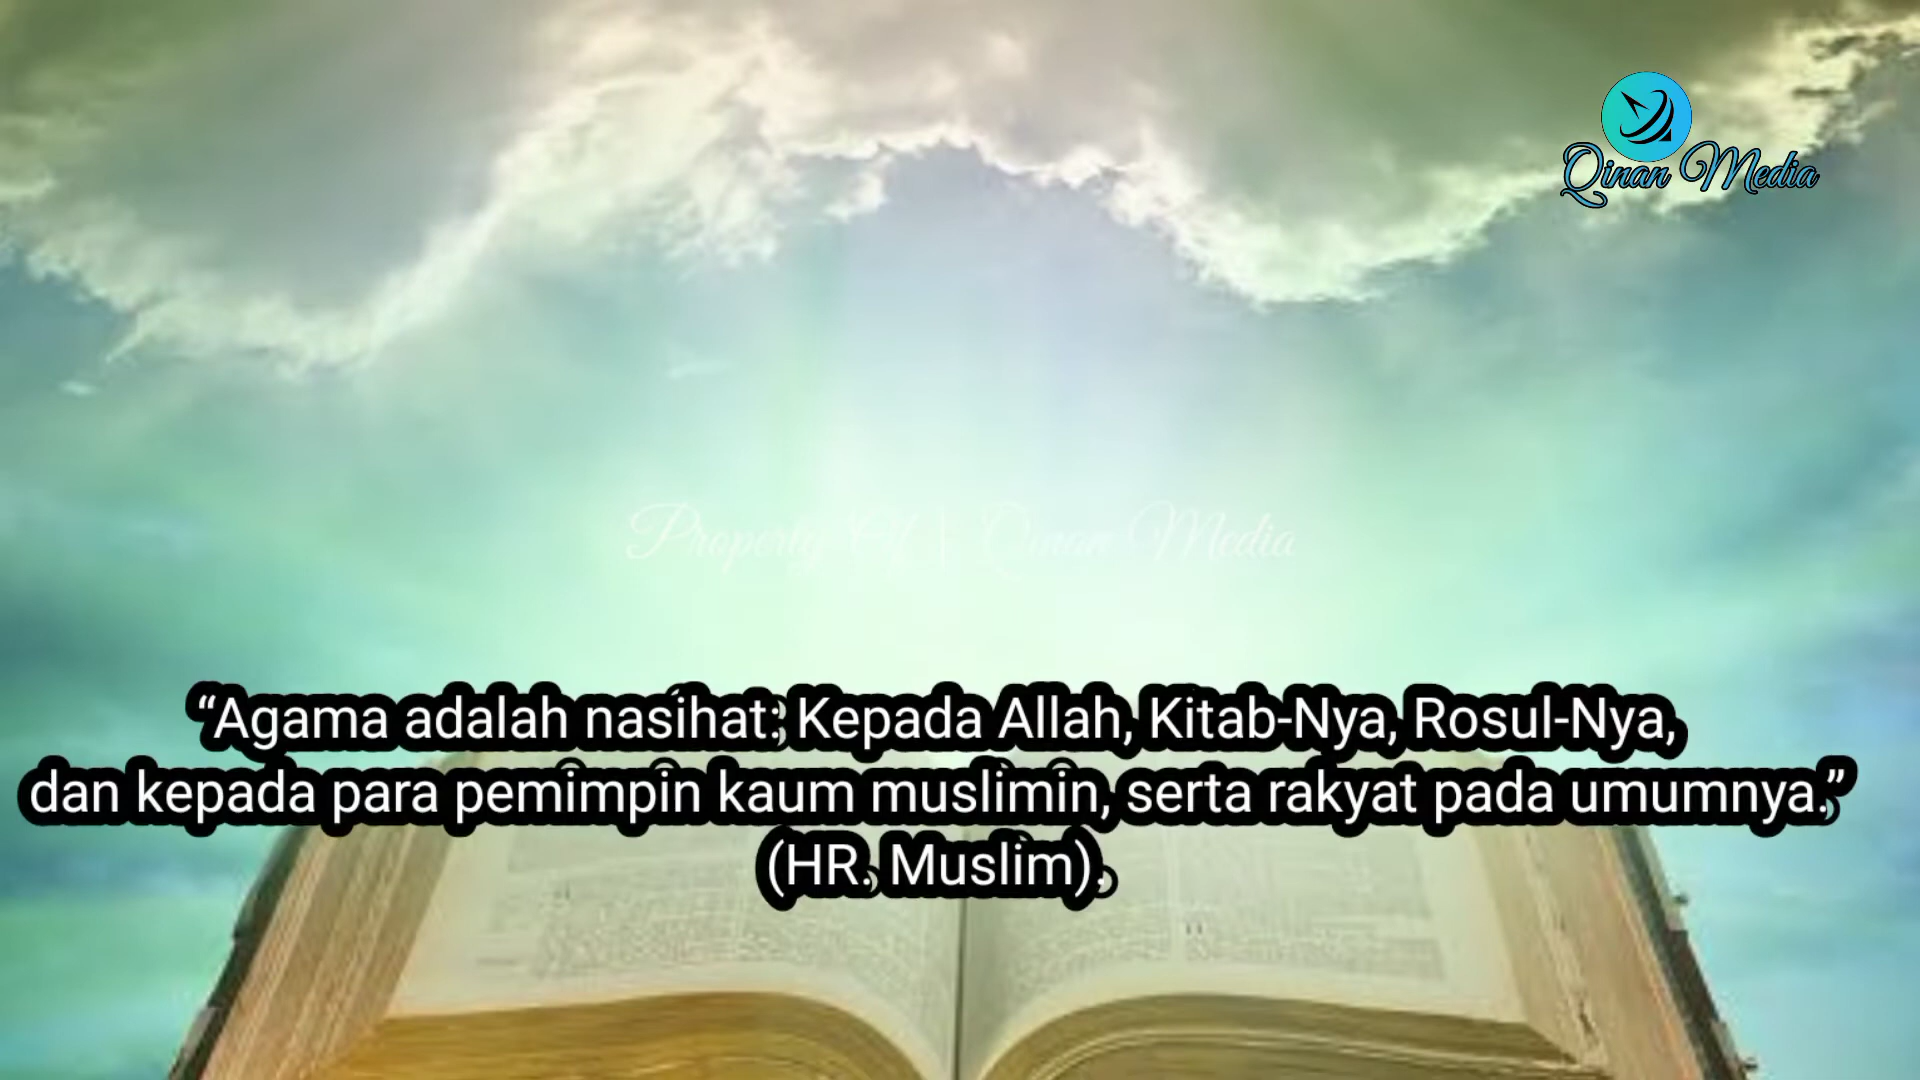 Qinan Media
Property Of | Qinan Media
“Agama adalah nasihat: Kepada Allah, Kitab-Nya, Rosul-Nya,
dan kepada para pemimpin kaum muslimin, serta rakyat pada umumnya.”
(HR. Muslim).